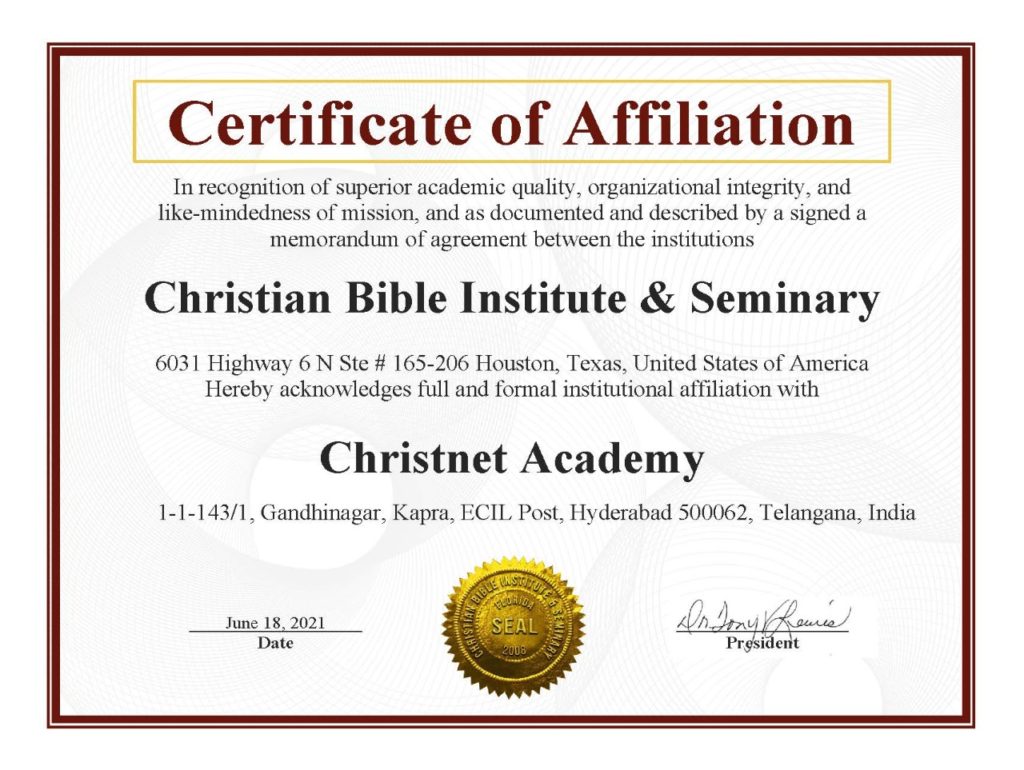 Certificate of Affiliation
In recognition of superior academic quality, organizational integrity, and
like-mindedness of mission, and as documented and described by a signed a
memorandum of agreement between the institutions
Christian Bible Institute & Seminary
6031 Highway 6 N Ste # 165-206 Houston, Texas, United States of America
Hereby acknowledges full and formal institutional affiliation with
Christnet Academy
1-1-143/1, Gandhinagar, Kapra, ECIL Post, Hyderabad 500062, Telangana, India
CHRISTIAN BIBLE INSTITUTE & SEMINARY
FLORIDA
SEAL
2008
June 18, 2021
Date
Dr. Tony
President